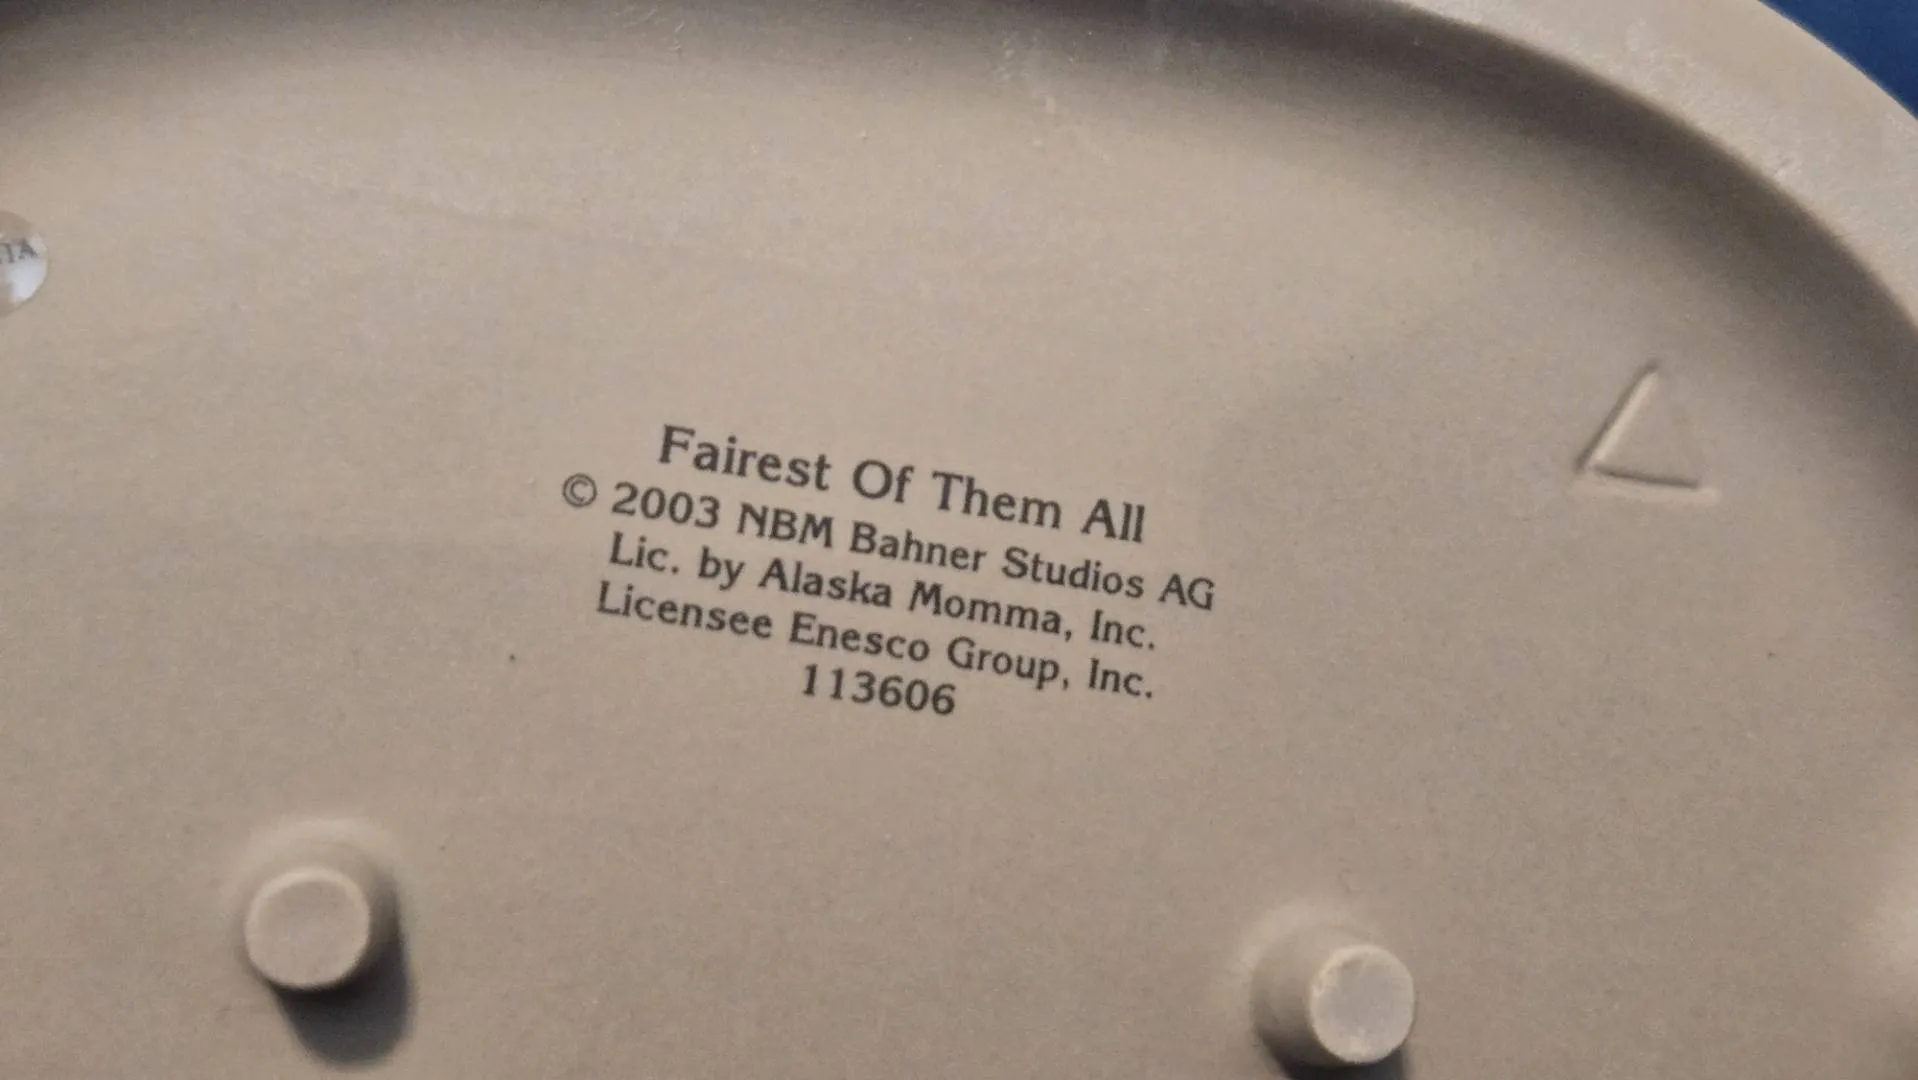 Fairest Of Them All
© 2003 NBM Bahner Studios AG
Lic. by Alaska Momma, Inc.
Licensee Enesco Group, Inc.
113606